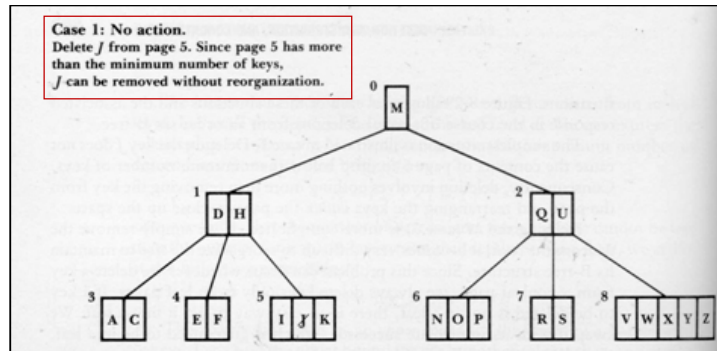 Case 1: No action.
Delete J from page 5. Since page 5 has more
than the minimum number of keys,
J can be removed without reorganization.
0
M
1
D H
2
Q U
3
A C
4
E F
5
I J K
6
N O P
7
R S
8
V W X Y Z